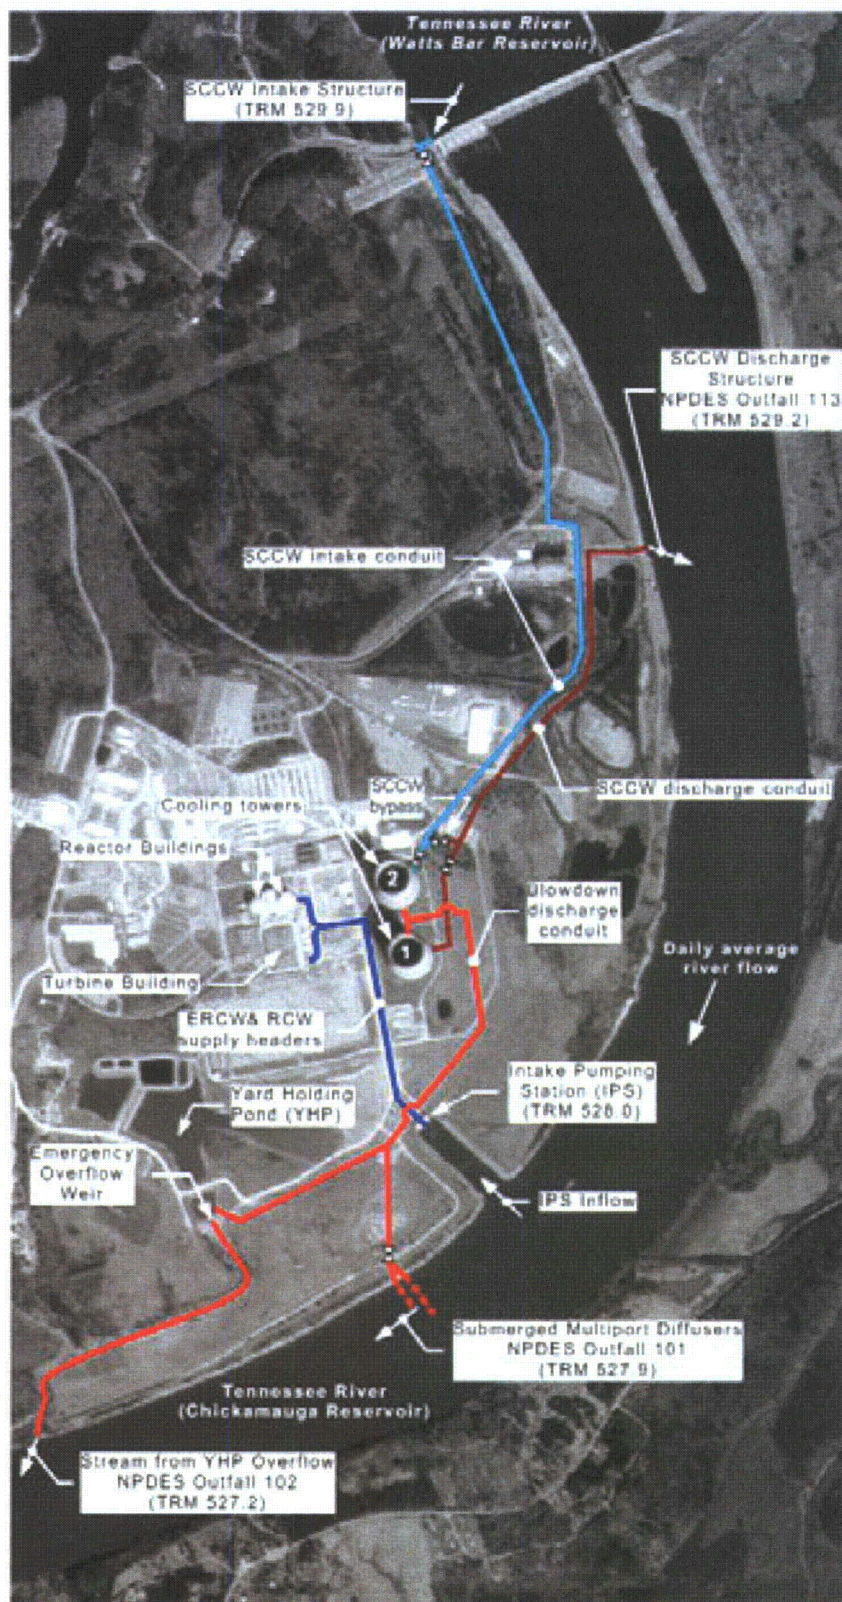 Tennessee River
(Watts Bar Reservoir)
SCCW Intake Structure
(TRM 529.9)
SCCW Discharge
Structure
NPDES Outfall 113
(TRM 529.2)
SCCW intake conduit
SCCW
bypass
SCCW discharge conduit
Cooling towers
Reactor Buildings
2
Blowdown
discharge
conduit
1
Daily average
river flow
Turbine Building
ERCW& RCW
supply headers
Intake Pumping
Station (IPS)
(TRM 528.0)
Yard Holding
Pond (YHP)
Emergency
Overflow
Weir
IPS Inflow
Submerged Multiport Diffusers
NPDES Outfall 101
(TRM 527.9)
Tennessee River
(Chickamauga Reservoir)
Stream from YHP Overflow
NPDES Outfall 102
(TRM 527.2)